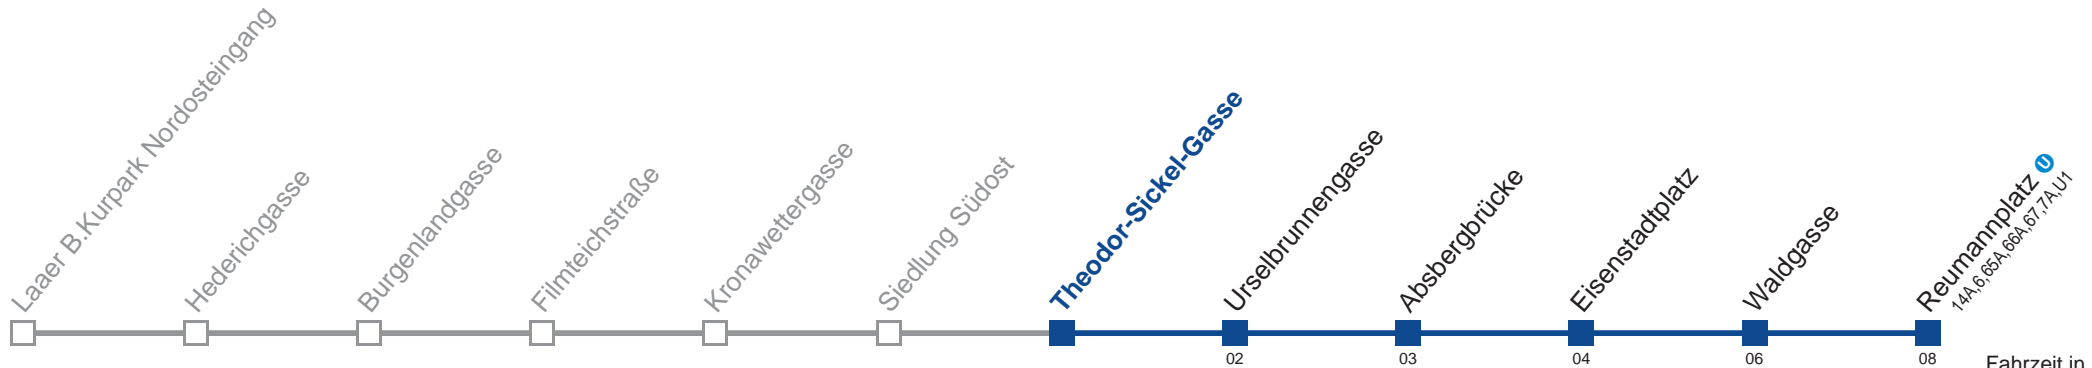 Laaer B.Kurpark Nordosteingang
Hederichgasse
Burgenlandgasse
Filmteichstraße
Kronawettergasse
Siedlung Südost
Theodor-Sickel-Gasse
Urselbrunnengasse
Absbergbrücke
Eisenstadtplatz
Waldgasse
Reumannplatz U
14A,6,65A,66A,67,7A,U1
02 03 04 06 08
Fahrzeit in